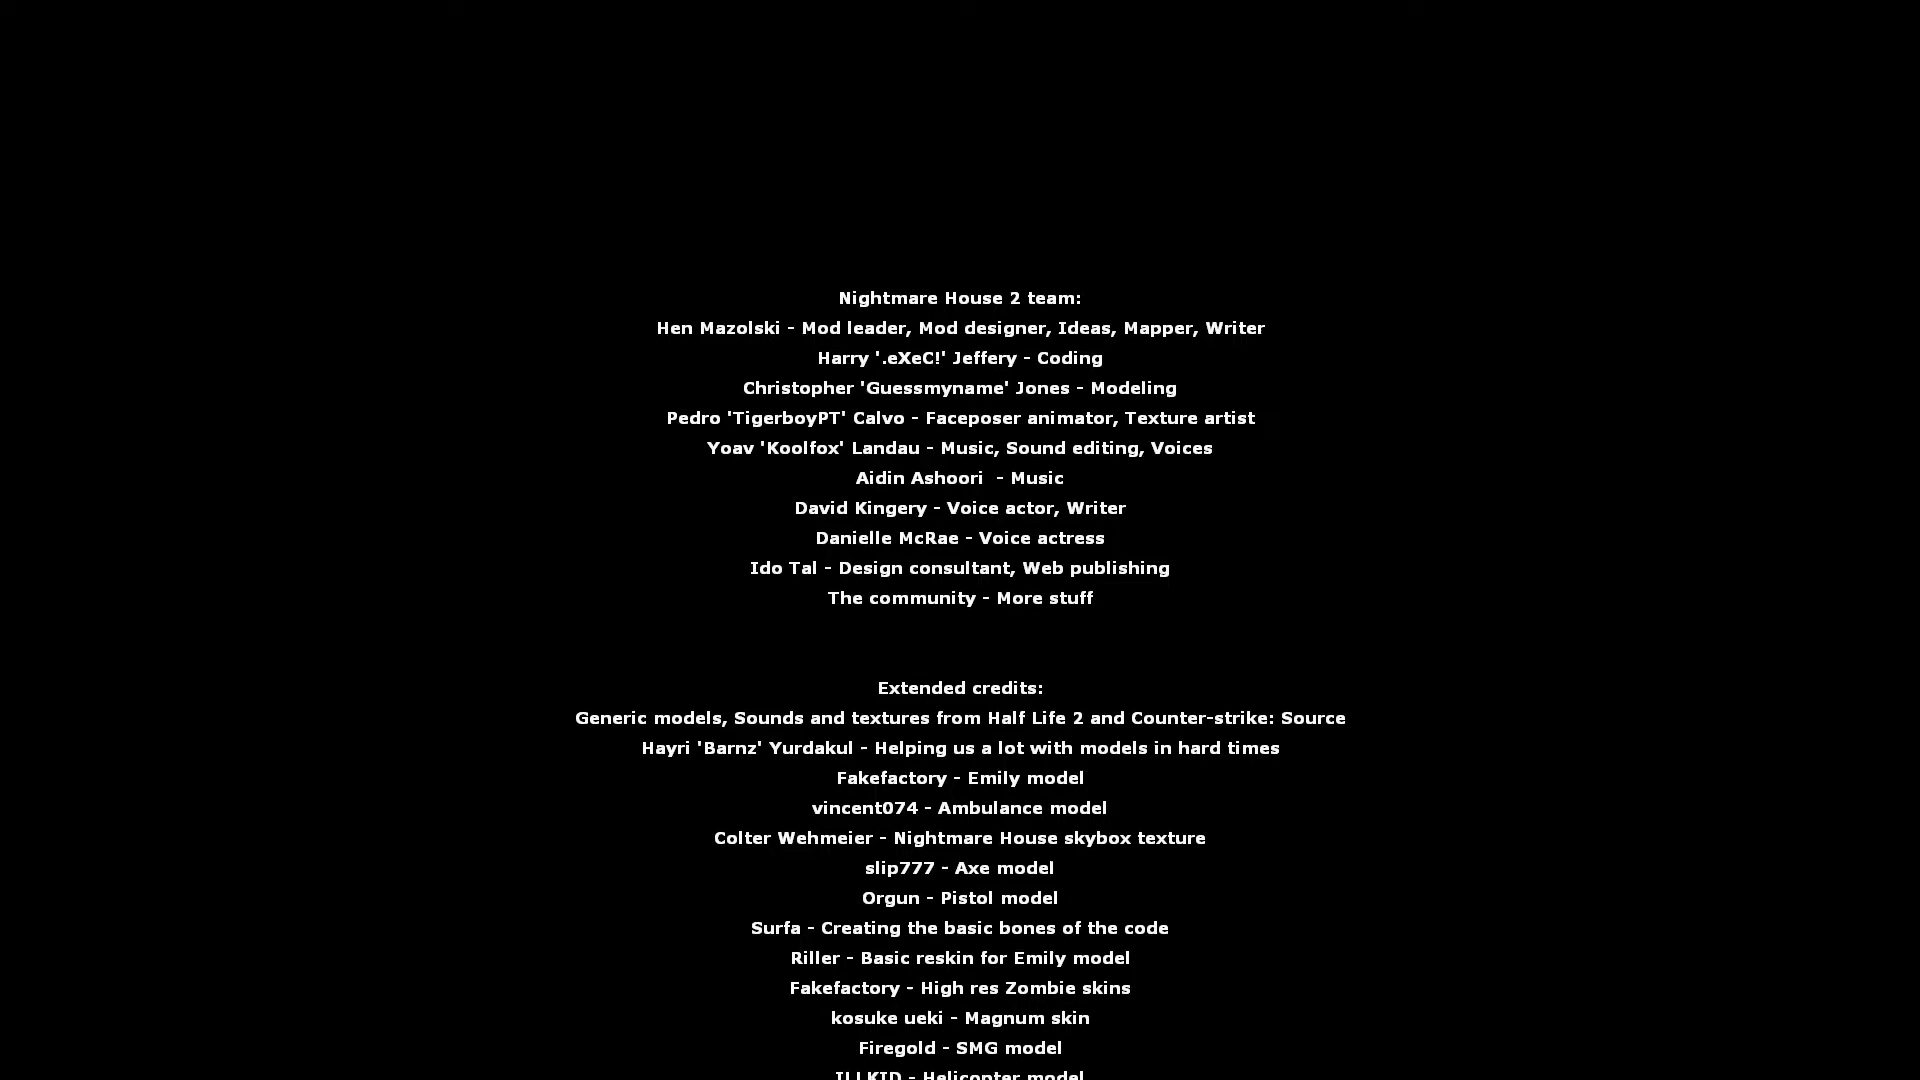 Nightmare House 2 team:
Hen Mazolski - Mod leader, Mod designer, Ideas, Mapper, Writer
Harry '.eXeC!' Jeffery - Coding
Christopher 'Guessmyname' Jones - Modeling
Pedro 'TigerboyPT' Calvo - Faceposer animator, Texture artist
Yoav 'Koolfox' Landau - Music, Sound editing, Voices
Aidin Ashoori  - Music
David Kingery - Voice actor, Writer
Danielle McRae - Voice actress
Ido Tal - Design consultant, Web publishing
The community - More stuff
Extended credits:
Generic models, Sounds and textures from Half Life 2 and Counter-strike: Source
Hayri 'Barnz' Yurdakul - Helping us a lot with models in hard times
Fakefactory - Emily model
vincent074 - Ambulance model
Colter Wehmeier - Nightmare House skybox texture
slip777 - Axe model
Orgun - Pistol model
Surfa - Creating the basic bones of the code
Riller - Basic reskin for Emily model
Fakefactory - High res Zombie skins
kosuke ueki - Magnum skin
Firegold - SMG model
ILLKID - Helicopter model